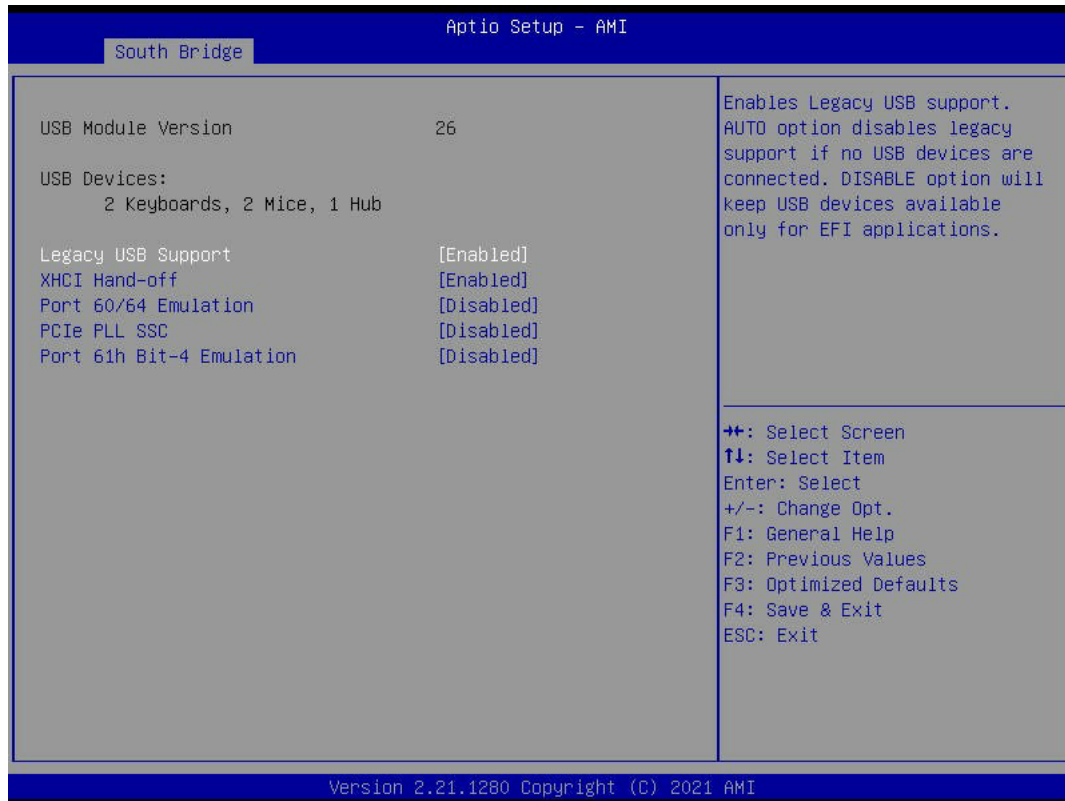 Aptio Setup – AMI
South Bridge
USB Module Version 26
USB Devices:
2 Keyboards, 2 Mice, 1 Hub
Legacy USB Support [Enabled]
XHCI Hand-off [Enabled]
Port 60/64 Emulation [Disabled]
PCIe PLL SSC [Disabled]
Port 61h Bit-4 Emulation [Disabled]
Enables Legacy USB support.
AUTO option disables legacy
support if no USB devices are
connected. DISABLE option will
keep USB devices available
only for EFI applications.
→←: Select Screen
↑↓: Select Item
Enter: Select
+/-: Change Opt.
F1: General Help
F2: Previous Values
F3: Optimized Defaults
F4: Save & Exit
ESC: Exit
Version 2.21.1280 Copyright (C) 2021 AMI